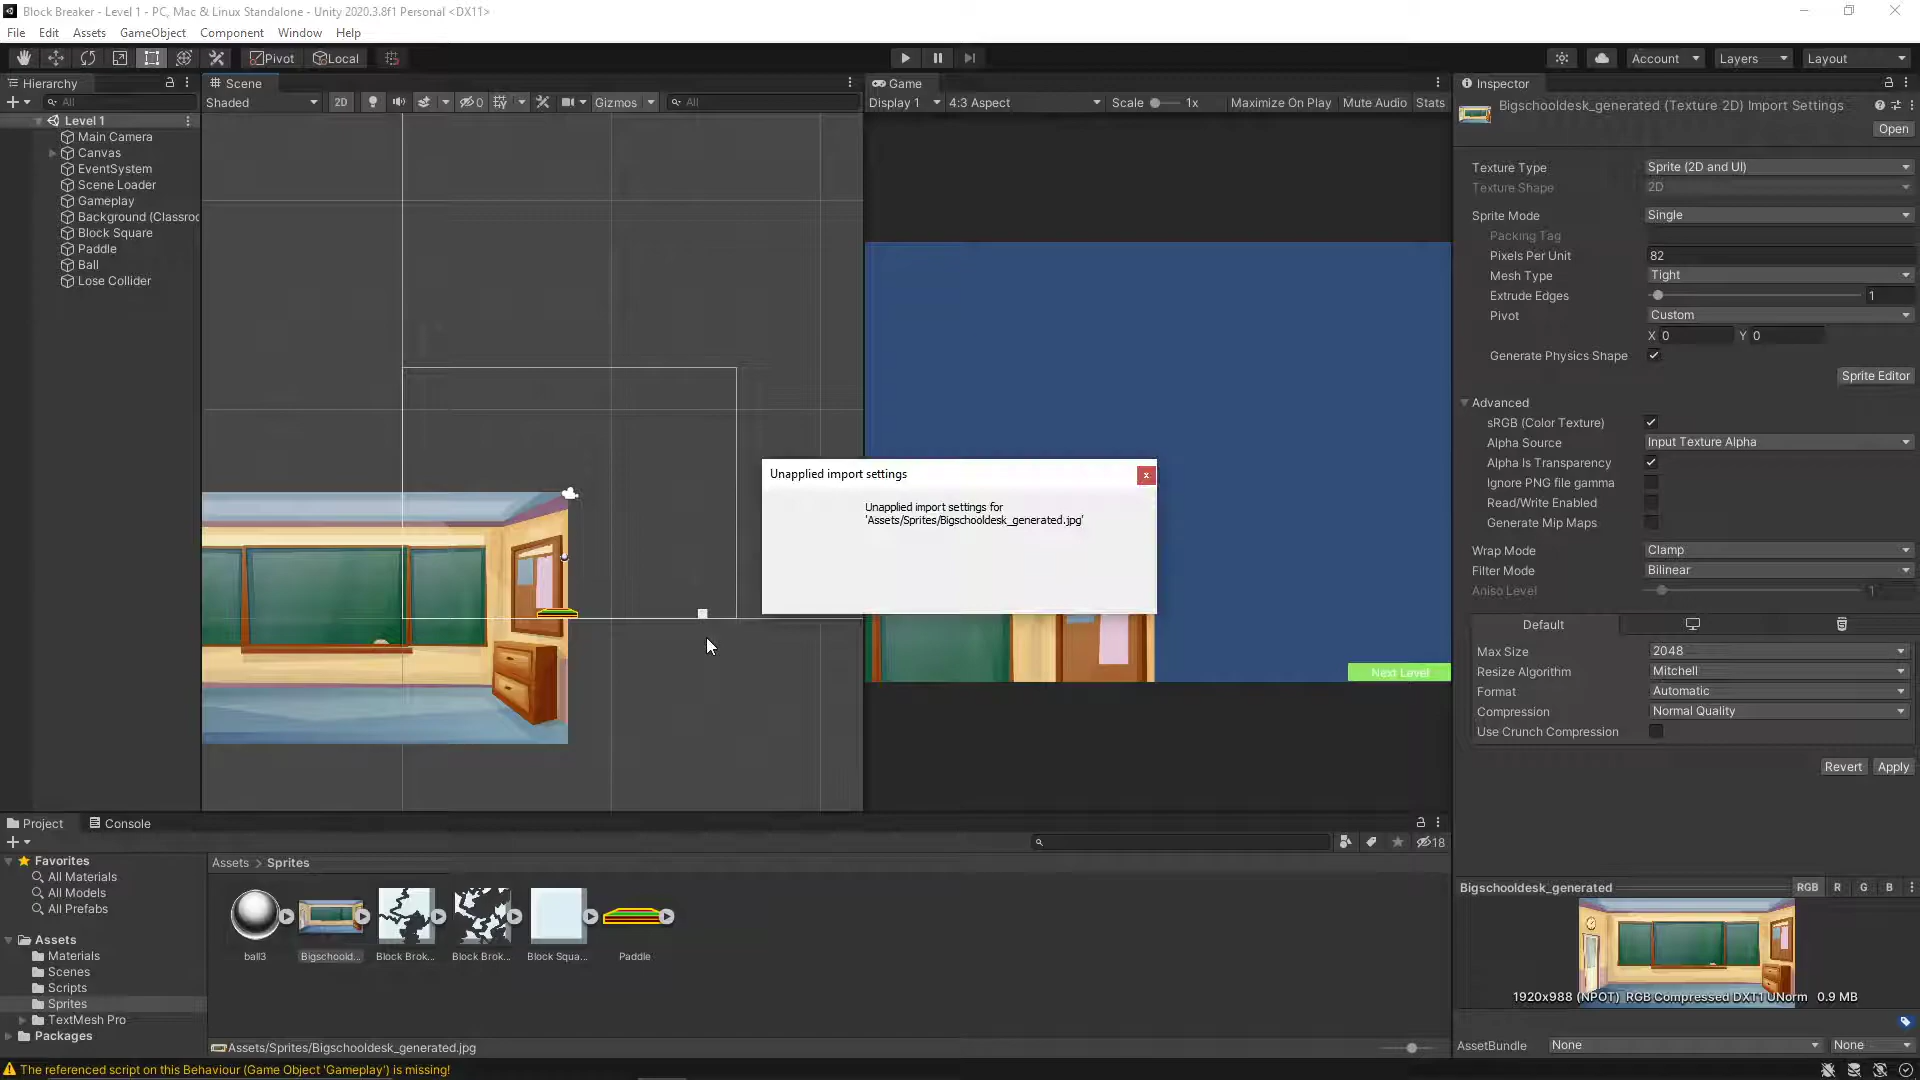 Block Breaker - Level 1 - PC, Mac & Linux Standalone - Unity 2020.3.8f1 Personal <DX11>
File Edit Assets GameObject Component Window Help
Pivot Local
Account Layers Layout
Hierarchy
All
Level 1
Main Camera
Canvas
EventSystem
Scene Loader
Gameplay
Background (Classroo
Block Square
Paddle
Ball
Lose Collider
Scene
Shaded 2D 0 Gizmos All
Game
Display 1 4:3 Aspect Scale 1x Maximize On Play Mute Audio Stats
Unapplied import settings
x
Unapplied import settings for
'Assets/Sprites/Bigschooldesk_generated.jpg'
Next Level
Inspector
Bigschooldesk_generated (Texture 2D) Import Settings
Open
Texture Type Sprite (2D and UI)
Texture Shape 2D
Sprite Mode Single
Packing Tag
Pixels Per Unit 82
Mesh Type Tight
Extrude Edges 1
Pivot Custom
X 0 Y 0
Generate Physics Shape
Sprite Editor
Advanced
sRGB (Color Texture)
Alpha Source Input Texture Alpha
Alpha Is Transparency
Ignore PNG file gamma
Read/Write Enabled
Generate Mip Maps
Wrap Mode Clamp
Filter Mode Bilinear
Aniso Level 1
Default
Max Size 2048
Resize Algorithm Mitchell
Format Automatic
Compression Normal Quality
Use Crunch Compression
Revert Apply
Bigschooldesk_generated RGB R G B
1920x988 (NPOT) RGB Compressed DX11 UNorm 0.9 MB
AssetBundle None None
Project Console
18
Favorites
All Materials
All Models
All Prefabs
Assets
Materials
Scenes
Scripts
Sprites
TextMesh Pro
Packages
Assets > Sprites
ball3 Bigschoold... Block Brok... Block Brok... Block Squa... Paddle
Assets/Sprites/Bigschooldesk_generated.jpg
The referenced script on this Behaviour (Game Object 'Gameplay') is missing!